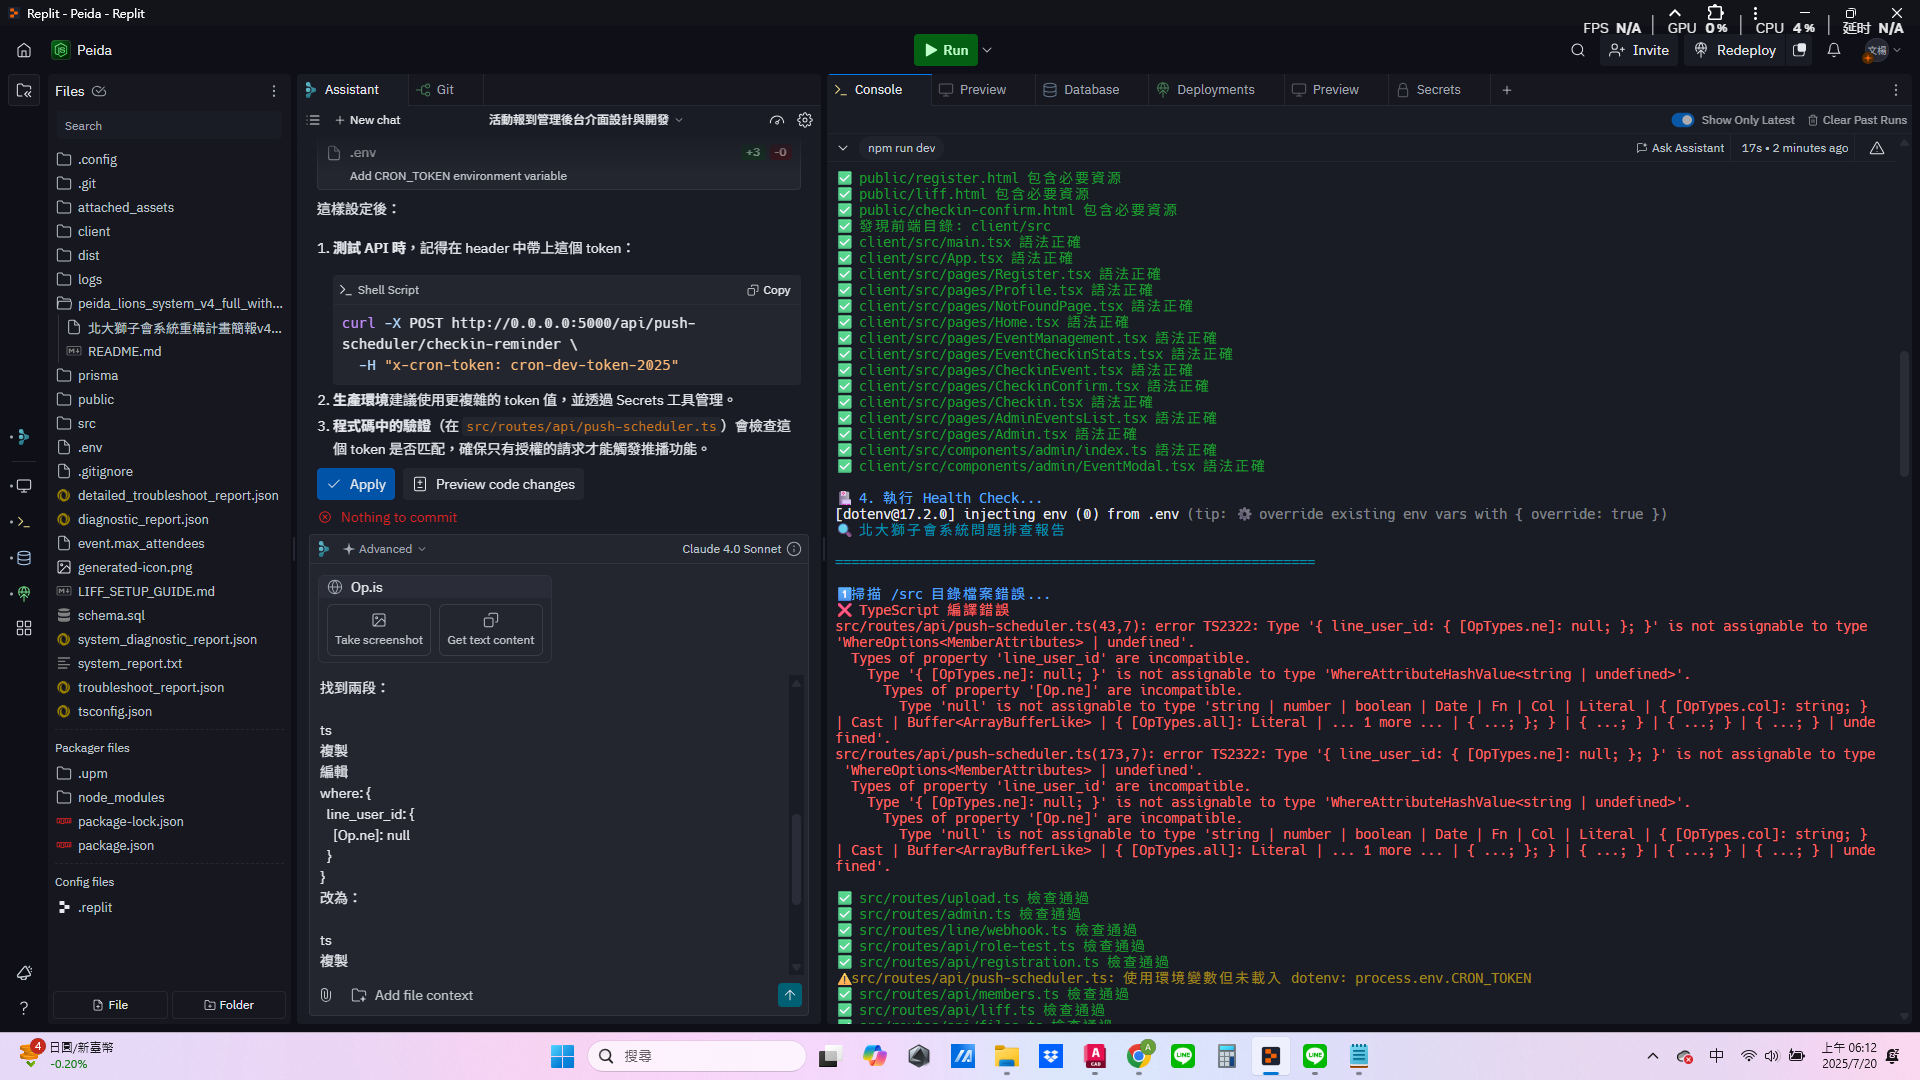 Replit - Peida - Replit
FPS N/A GPU 0% CPU 4% 延时 N/A
Peida
Run
Invite
Redeploy
文楊
Files
Search
.config
.git
attached_assets
client
dist
logs
peida_lions_system_v4_full_with...
北大獅子會系統重構計畫簡報v4...
README.md
prisma
public
src
.env
.gitignore
detailed_troubleshoot_report.json
diagnostic_report.json
event.max_attendees
generated-icon.png
LIFF_SETUP_GUIDE.md
schema.sql
system_diagnostic_report.json
system_report.txt
troubleshoot_report.json
tsconfig.json
Packager files
.upm
node_modules
package-lock.json
package.json
Config files
.replit
File
Folder
Assistant
Git
New chat
活動報到管理後台介面設計與開發
.env +3 -0
Add CRON_TOKEN environment variable
這樣設定後：
1. 測試 API 時，記得在 header 中帶上這個 token：
Shell Script
Copy
curl -X POST http://0.0.0.0:5000/api/push-
scheduler/checkin-reminder \
-H "x-cron-token: cron-dev-token-2025"
2. 生產環境建議使用更複雜的 token 值，並透過 Secrets 工具管理。
3. 程式碼中的驗證（在 src/routes/api/push-scheduler.ts ）會檢查這
個 token 是否匹配，確保只有授權的請求才能觸發推播功能。
Apply
Preview code changes
Nothing to commit
Advanced
Claude 4.0 Sonnet
Op.is
Take screenshot
Get text content
找到兩段：
ts
複製
編輯
where: {
line_user_id: {
[Op.ne]: null
}
}
改為：
ts
複製
Add file context
Console
Preview
Database
Deployments
Preview
Secrets
Show Only Latest
Clear Past Runs
npm run dev
Ask Assistant
17s • 2 minutes ago
✅ public/register.html 包含必要資源
✅ public/liff.html 包含必要資源
✅ public/checkin-confirm.html 包含必要資源
✅ 發現前端目錄: client/src
✅ client/src/main.tsx 語法正確
✅ client/src/App.tsx 語法正確
✅ client/src/pages/Register.tsx 語法正確
✅ client/src/pages/Profile.tsx 語法正確
✅ client/src/pages/NotFoundPage.tsx 語法正確
✅ client/src/pages/Home.tsx 語法正確
✅ client/src/pages/EventManagement.tsx 語法正確
✅ client/src/pages/EventCheckinStats.tsx 語法正確
✅ client/src/pages/CheckinEvent.tsx 語法正確
✅ client/src/pages/CheckinConfirm.tsx 語法正確
✅ client/src/pages/Checkin.tsx 語法正確
✅ client/src/pages/AdminEventsList.tsx 語法正確
✅ client/src/pages/Admin.tsx 語法正確
✅ client/src/components/admin/index.ts 語法正確
✅ client/src/components/admin/EventModal.tsx 語法正確
4. 執行 Health Check...
[dotenv@17.2.0] injecting env (0) from .env (tip: ⚙️ override existing env vars with { override: true })
🔍 北大獅子會系統問題排查報告
============================================================
1️⃣掃描 /src 目錄檔案錯誤...
❌ TypeScript 編譯錯誤
src/routes/api/push-scheduler.ts(43,7): error TS2322: Type '{ line_user_id: { [OpTypes.ne]: null; }; }' is not assignable to type
'WhereOptions<MemberAttributes> | undefined'.
Types of property 'line_user_id' are incompatible.
Type '{ [OpTypes.ne]: null; }' is not assignable to type 'WhereAttributeHashValue<string | undefined>'.
Types of property '[Op.ne]' are incompatible.
Type 'null' is not assignable to type 'string | number | boolean | Date | Fn | Col | Literal | { [OpTypes.col]: string; }
| Cast | Buffer<ArrayBufferLike> | { [OpTypes.all]: Literal | ... 1 more ... | { ...; }; } | { ...; } | { ...; } | { ...; } | unde
fined'.
src/routes/api/push-scheduler.ts(173,7): error TS2322: Type '{ line_user_id: { [OpTypes.ne]: null; }; }' is not assignable to type
'WhereOptions<MemberAttributes> | undefined'.
Types of property 'line_user_id' are incompatible.
Type '{ [OpTypes.ne]: null; }' is not assignable to type 'WhereAttributeHashValue<string | undefined>'.
Types of property '[Op.ne]' are incompatible.
Type 'null' is not assignable to type 'string | number | boolean | Date | Fn | Col | Literal | { [OpTypes.col]: string; }
| Cast | Buffer<ArrayBufferLike> | { [OpTypes.all]: Literal | ... 1 more ... | { ...; }; } | { ...; } | { ...; } | { ...; } | unde
fined'.
✅ src/routes/upload.ts 檢查通過
✅ src/routes/admin.ts 檢查通過
✅ src/routes/line/webhook.ts 檢查通過
✅ src/routes/api/role-test.ts 檢查通過
✅ src/routes/api/registration.ts 檢查通過
⚠️src/routes/api/push-scheduler.ts: 使用環境變數但未載入 dotenv: process.env.CRON_TOKEN
✅ src/routes/api/members.ts 檢查通過
✅ src/routes/api/liff.ts 檢查通過
4
日圓/新臺幣
-0.20%
搜尋
中
上午 06:12
2025/7/20